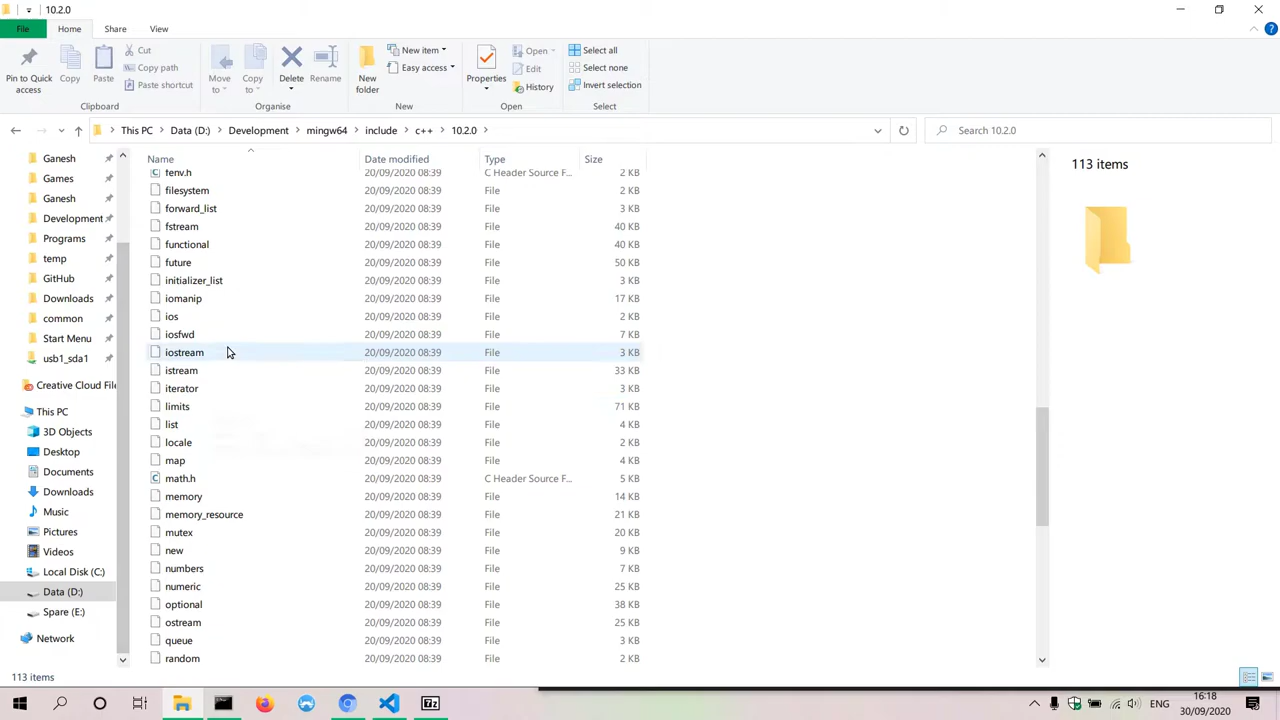 10.2.0
File Home Share View
Pin to Quick access
Copy
Paste
Cut
Copy path
Paste shortcut
Clipboard
Move to
Copy to
Delete
Rename
Organise
New folder
New item
Easy access
New
Properties
Open
Edit
History
Open
Select all
Select none
Invert selection
Select
This PC Data (D:) Development mingw64 include c++ 10.2.0
Search 10.2.0
Ganesh
Games
Ganesh
Development
Programs
temp
GitHub
Downloads
common
Start Menu
usb1_sda1
Creative Cloud File
This PC
3D Objects
Desktop
Documents
Downloads
Music
Pictures
Videos
Local Disk (C:)
Data (D:)
Spare (E:)
Network
Name Date modified Type Size
fenv.h 20/09/2020 08:39 C Header Source F... 2 KB
filesystem 20/09/2020 08:39 File 2 KB
forward_list 20/09/2020 08:39 File 3 KB
fstream 20/09/2020 08:39 File 40 KB
functional 20/09/2020 08:39 File 40 KB
future 20/09/2020 08:39 File 50 KB
initializer_list 20/09/2020 08:39 File 3 KB
iomanip 20/09/2020 08:39 File 17 KB
ios 20/09/2020 08:39 File 2 KB
iosfwd 20/09/2020 08:39 File 7 KB
iostream 20/09/2020 08:39 File 3 KB
istream 20/09/2020 08:39 File 33 KB
iterator 20/09/2020 08:39 File 3 KB
limits 20/09/2020 08:39 File 71 KB
list 20/09/2020 08:39 File 4 KB
locale 20/09/2020 08:39 File 2 KB
map 20/09/2020 08:39 File 4 KB
math.h 20/09/2020 08:39 C Header Source F... 5 KB
memory 20/09/2020 08:39 File 14 KB
memory_resource 20/09/2020 08:39 File 21 KB
mutex 20/09/2020 08:39 File 20 KB
new 20/09/2020 08:39 File 9 KB
numbers 20/09/2020 08:39 File 7 KB
numeric 20/09/2020 08:39 File 25 KB
optional 20/09/2020 08:39 File 38 KB
ostream 20/09/2020 08:39 File 25 KB
queue 20/09/2020 08:39 File 3 KB
random 20/09/2020 08:39 File 2 KB
113 items
113 items
7z
ENG
16:18
30/09/2020